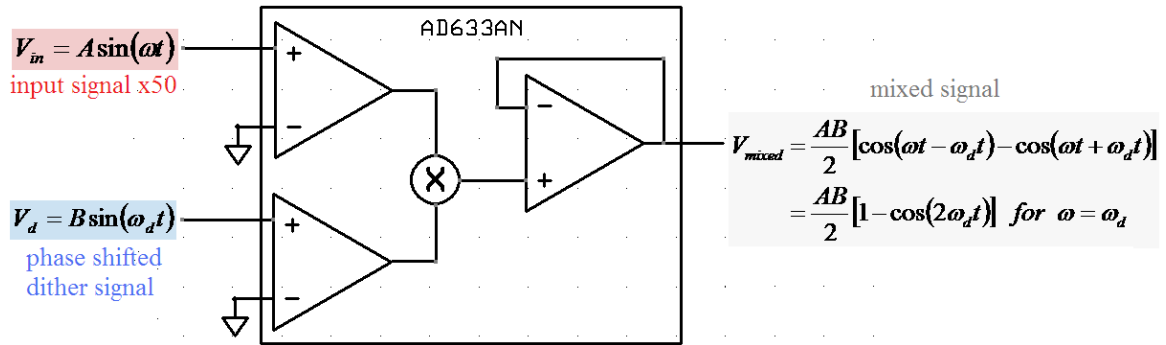 AD633AN
V_in = A sin(ωt)
input signal x50
+
−
−
+
X
mixed signal
V_mixed = AB/2 [cos(ωt − ω_d t) − cos(ωt + ω_d t)]
= AB/2 [1 − cos(2ω_d t)] for ω = ω_d
V_d = B sin(ω_d t)
phase shifted
dither signal
+
−